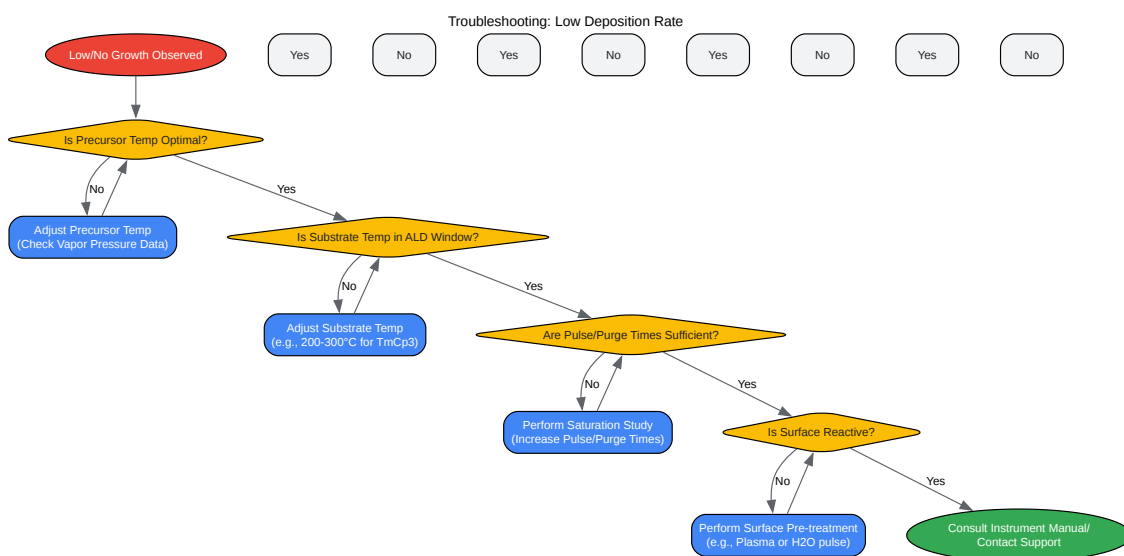 Troubleshooting: Low Deposition Rate
Low/No Growth Observed
Yes
No
Yes
No
Yes
No
Yes
No
Is Precursor Temp Optimal?
No
Yes
Adjust Precursor Temp
(Check Vapor Pressure Data)
Is Substrate Temp in ALD Window?
No
Yes
Adjust Substrate Temp
(e.g., 200-300°C for TmCp3)
Are Pulse/Purge Times Sufficient?
No
Yes
Perform Saturation Study
(Increase Pulse/Purge Times)
Is Surface Reactive?
No
Yes
Perform Surface Pre-treatment
(e.g., Plasma or H2O pulse)
Consult Instrument Manual/
Contact Support